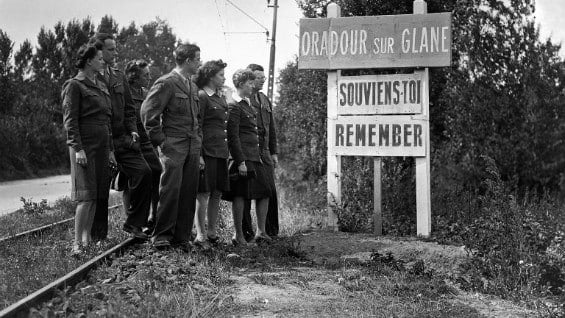 ORADOUR SUR GLANE
SOUVIENS-TOI
REMEMBER